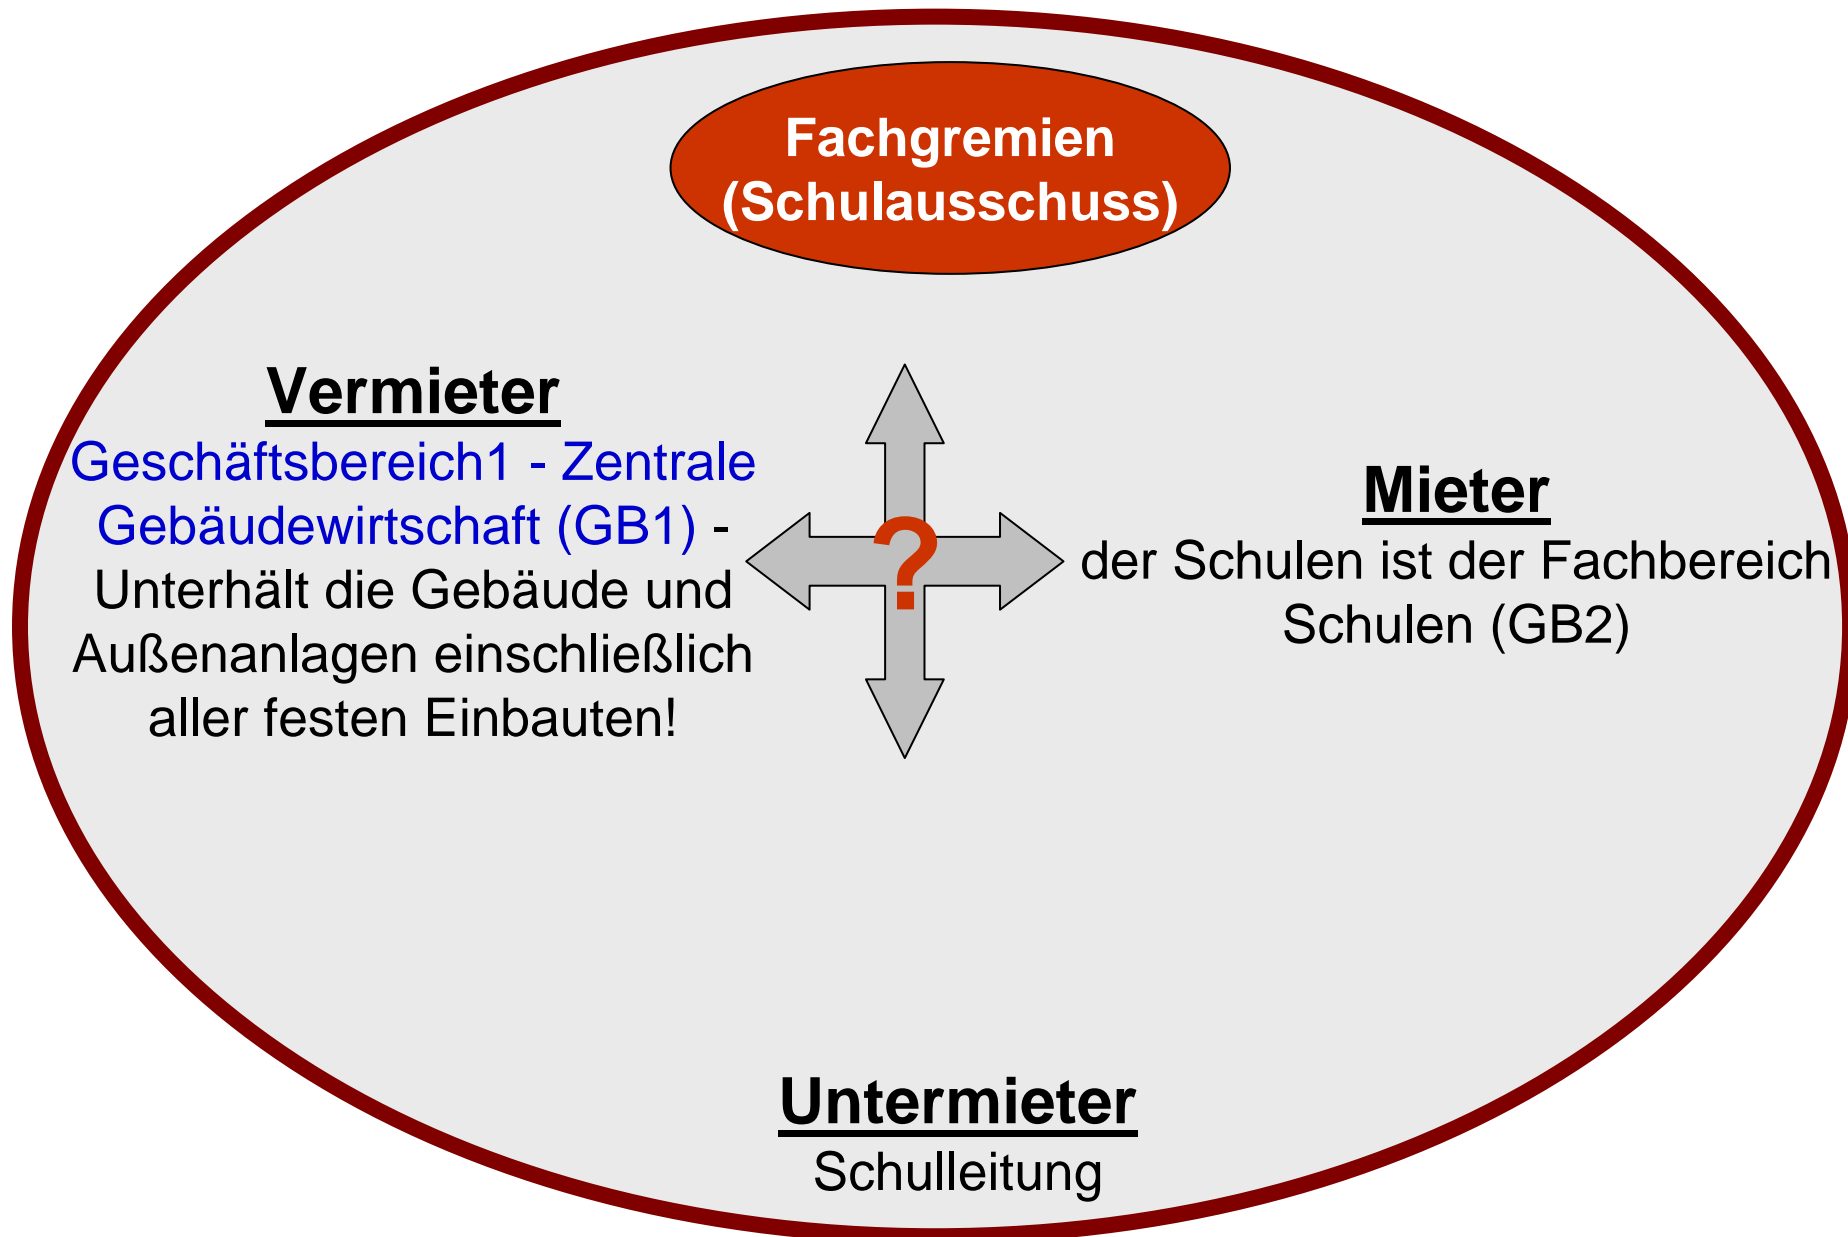 Fachgremien
(Schulausschuss)
Vermieter
Geschäftsbereich1 - Zentrale
Gebäudewirtschaft (GB1) -
Unterhält die Gebäude und
Außenanlagen einschließlich
aller festen Einbauten!
?
Mieter
der Schulen ist der Fachbereich
Schulen (GB2)
Untermieter
Schulleitung